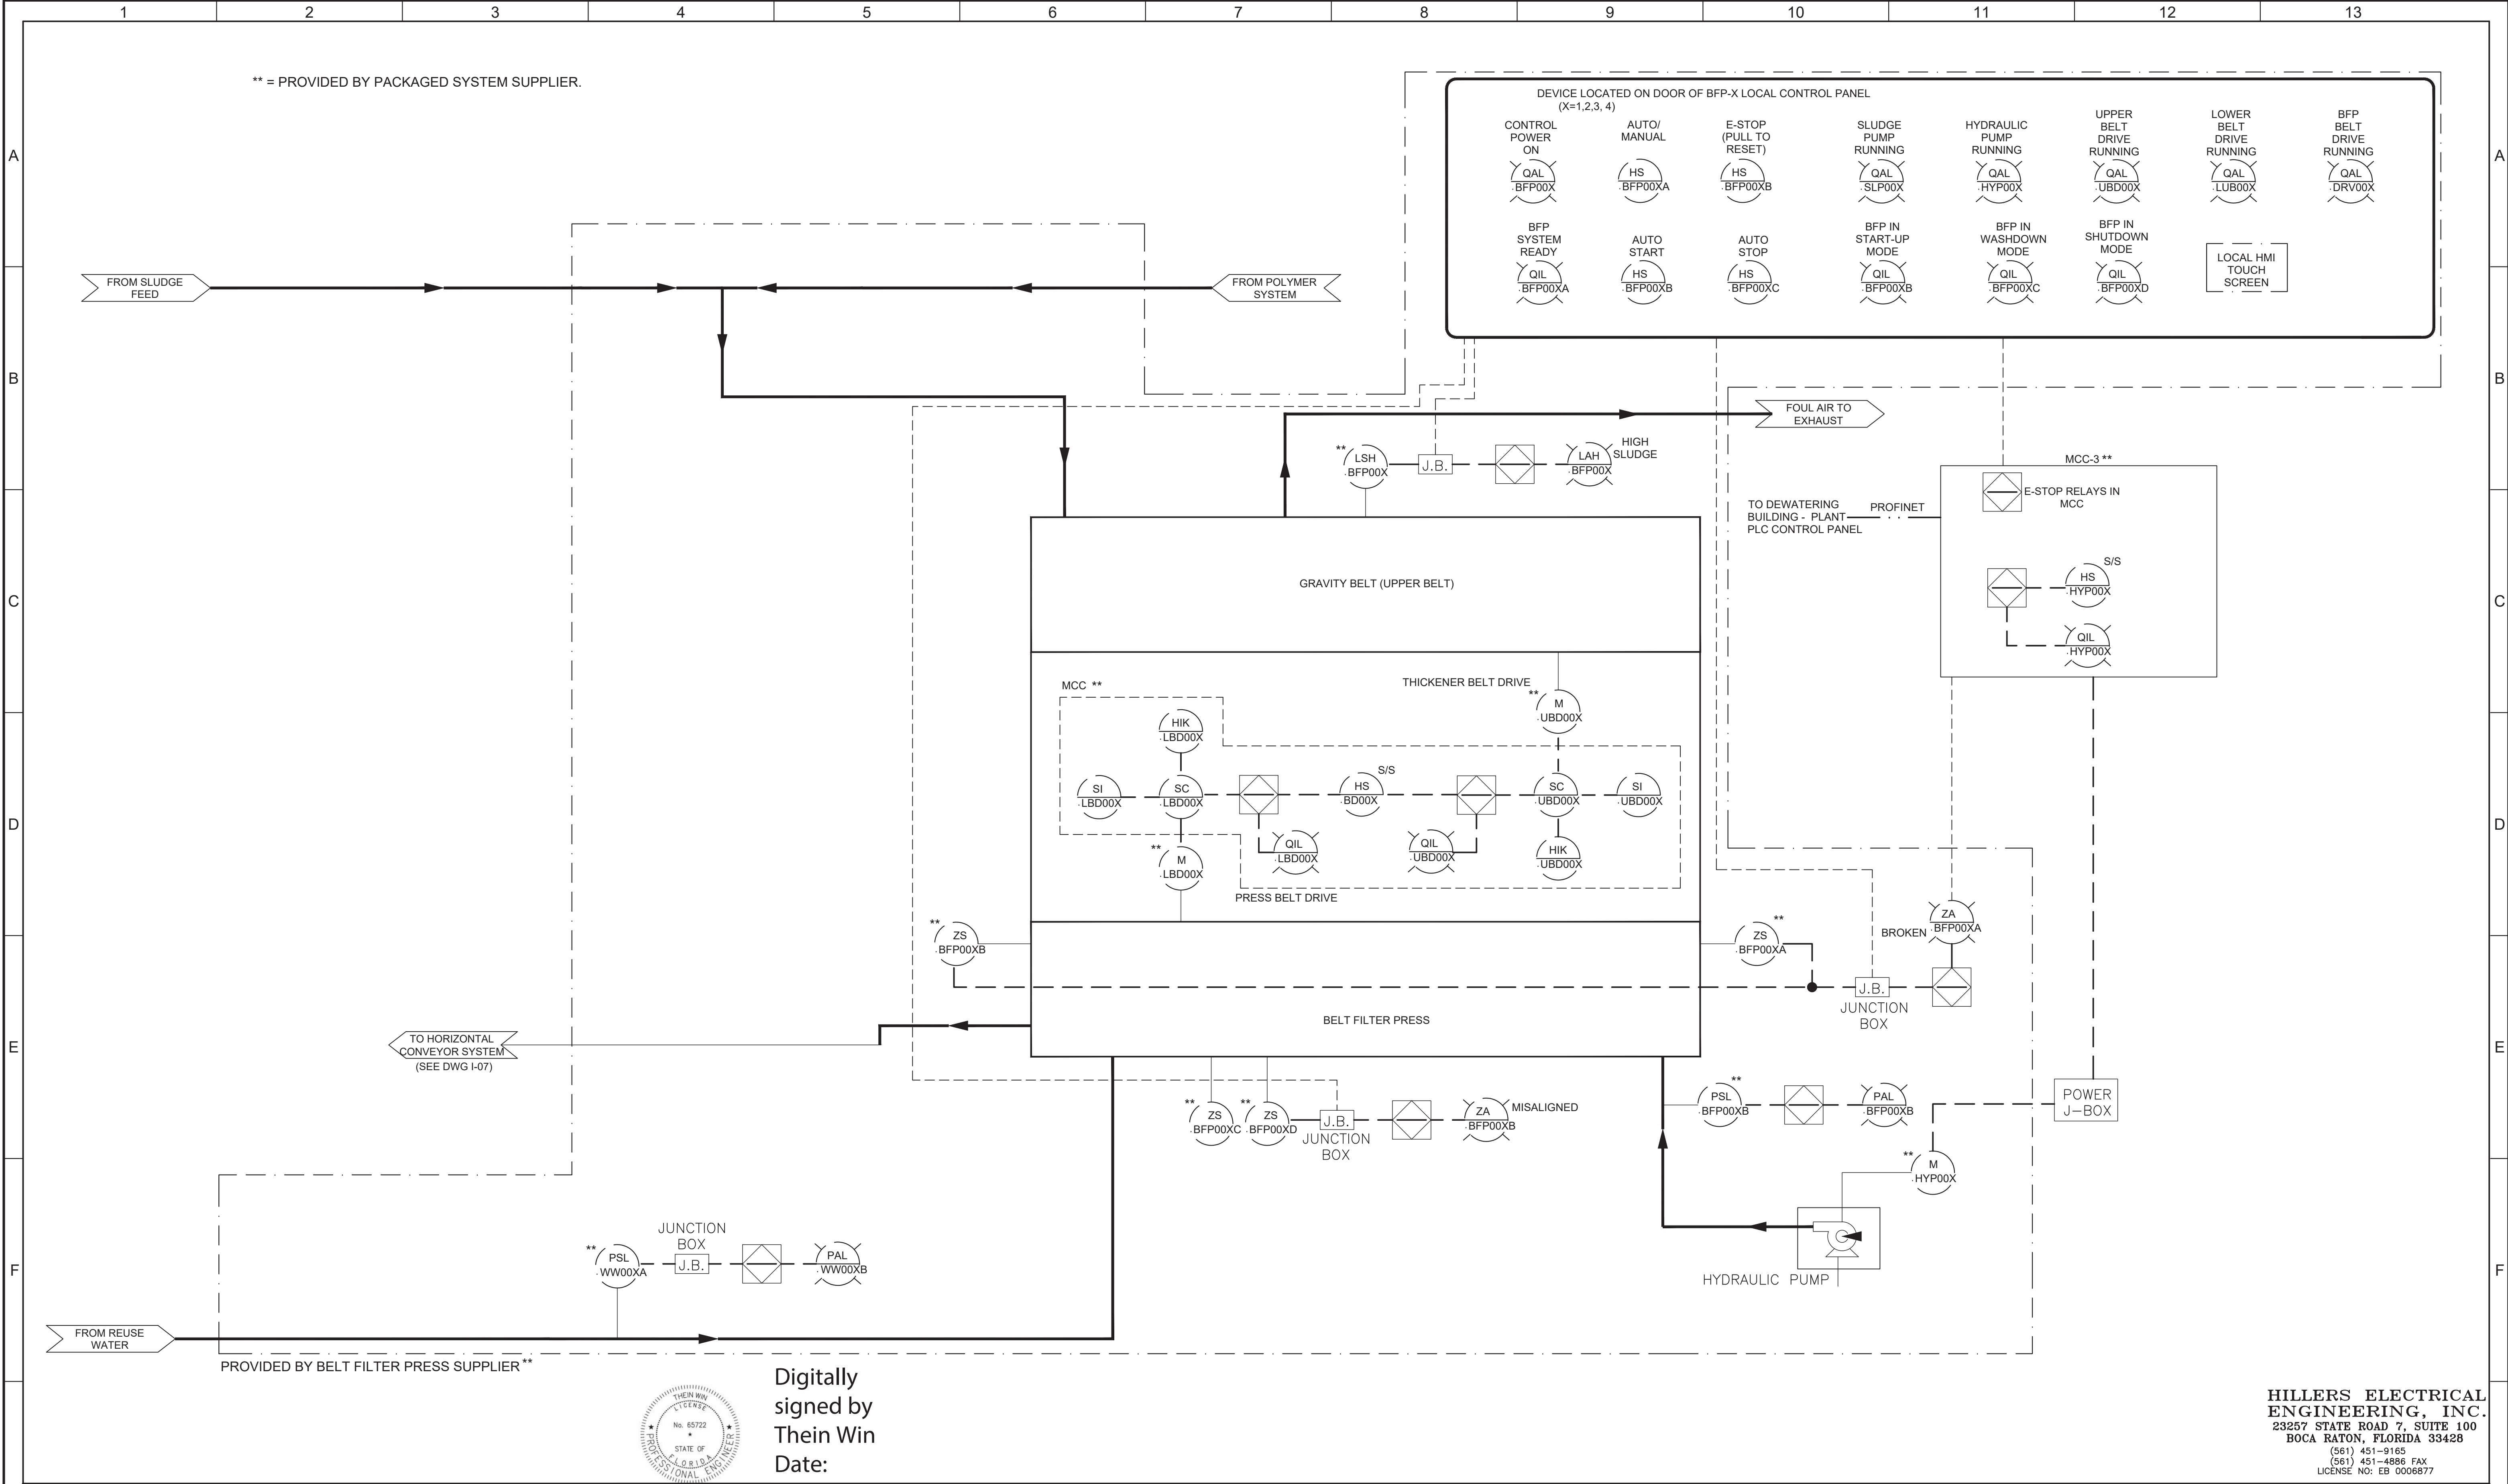 1 2 3 4 5 6 7 8 9 10 11 12 13
** = PROVIDED BY PACKAGED SYSTEM SUPPLIER.
DEVICE LOCATED ON DOOR OF BFP-X LOCAL CONTROL PANEL
(X=1,2,3, 4)
CONTROL
POWER
ON
QAL
BFP00X
AUTO/
MANUAL
HS
BFP00XA
E-STOP
(PULL TO
RESET)
HS
BFP00XB
SLUDGE
PUMP
RUNNING
QAL
SLP00X
HYDRAULIC
PUMP
RUNNING
QAL
HYP00X
UPPER
BELT
DRIVE
RUNNING
QAL
UBD00X
LOWER
BELT
DRIVE
RUNNING
QAL
LUB00X
BFP
BELT
DRIVE
RUNNING
QAL
DRV00X
BFP
SYSTEM
READY
QIL
BFP00XA
AUTO
START
HS
BFP00XB
AUTO
STOP
HS
BFP00XC
BFP IN
START-UP
MODE
QIL
BFP00XB
BFP IN
WASHDOWN
MODE
QIL
BFP00XC
BFP IN
SHUTDOWN
MODE
QIL
BFP00XD
LOCAL HMI
TOUCH
SCREEN
A
A
FROM SLUDGE
FEED
FROM POLYMER
SYSTEM
B
B
FOUL AIR TO
EXHAUST
**
LSH
BFP00X
J.B.
LAH
BFP00X
HIGH
SLUDGE
MCC-3 **
E-STOP RELAYS IN
MCC
TO DEWATERING
BUILDING - PLANT
PLC CONTROL PANEL
PROFINET
S/S
HS
HYP00X
QIL
HYP00X
C
C
GRAVITY BELT (UPPER BELT)
MCC **
THICKENER BELT DRIVE
**
M
UBD00X
HIK
LBD00X
SI
LBD00X
SC
LBD00X
S/S
HS
BD00X
SC
UBD00X
SI
UBD00X
D
D
**
M
LBD00X
QIL
LBD00X
QIL
UBD00X
HIK
UBD00X
PRESS BELT DRIVE
**
ZS
BFP00XB
**
ZS
BFP00XA
BROKEN
ZA
BFP00XA
J.B.
JUNCTION
BOX
BELT FILTER PRESS
E
E
TO HORIZONTAL
CONVEYOR SYSTEM
(SEE DWG I-07)
**
ZS
BFP00XC
**
ZS
BFP00XD
J.B.
JUNCTION
BOX
ZA
BFP00XB
MISALIGNED
**
PSL
BFP00XB
PAL
BFP00XB
POWER
J-BOX
**
M
HYP00X
HYDRAULIC PUMP
F
F
JUNCTION
BOX
**
PSL
WW00XA
J.B.
PAL
WW00XB
FROM REUSE
WATER
PROVIDED BY BELT FILTER PRESS SUPPLIER **
THEIN WIN
LICENSE
No. 65722
*
STATE OF
FLORIDA
★ PROFESSIONAL ENGINEER ★
Digitally
signed by
Thein Win
Date:
HILLERS ELECTRICAL
ENGINEERING, INC.
23257 STATE ROAD 7, SUITE 100
BOCA RATON, FLORIDA 33428
(561) 451-9165
(561) 451-4886 FAX
LICENSE NO: EB 0006877